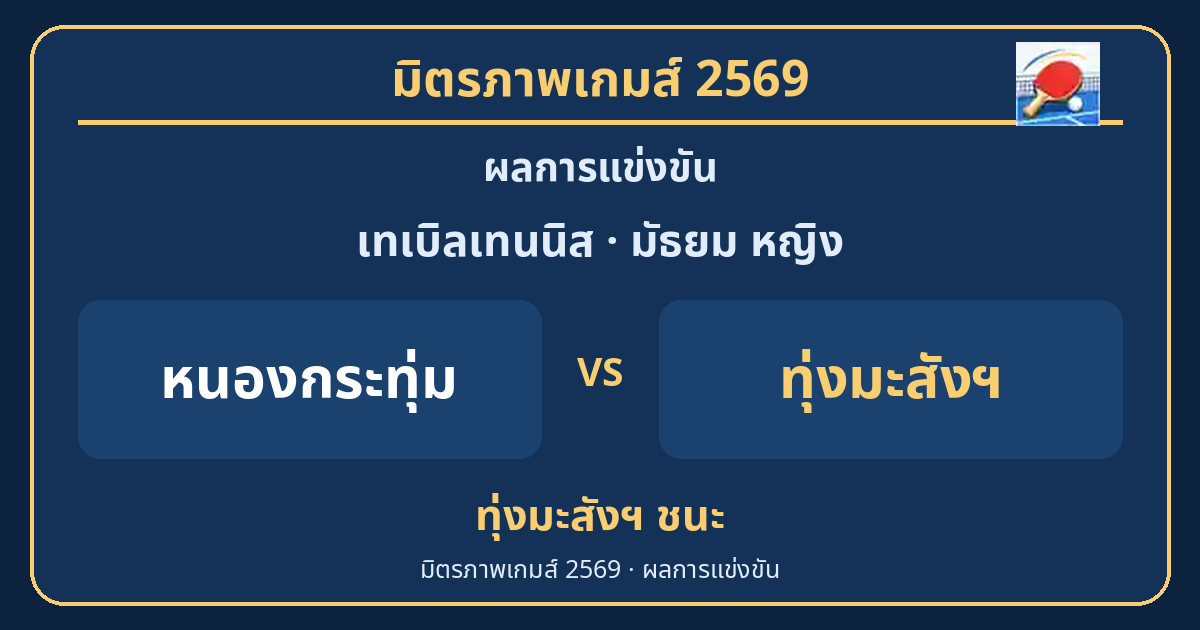 มิตรภาพเกมส์ 2569
ผลการแข่งขัน
เทเบิลเทนนิส · มัธยม หญิง
หนองกระทุ่ม
VS
ทุ่งมะสังฯ
ทุ่งมะสังฯ ชนะ
มิตรภาพเกมส์ 2569 · ผลการแข่งขัน